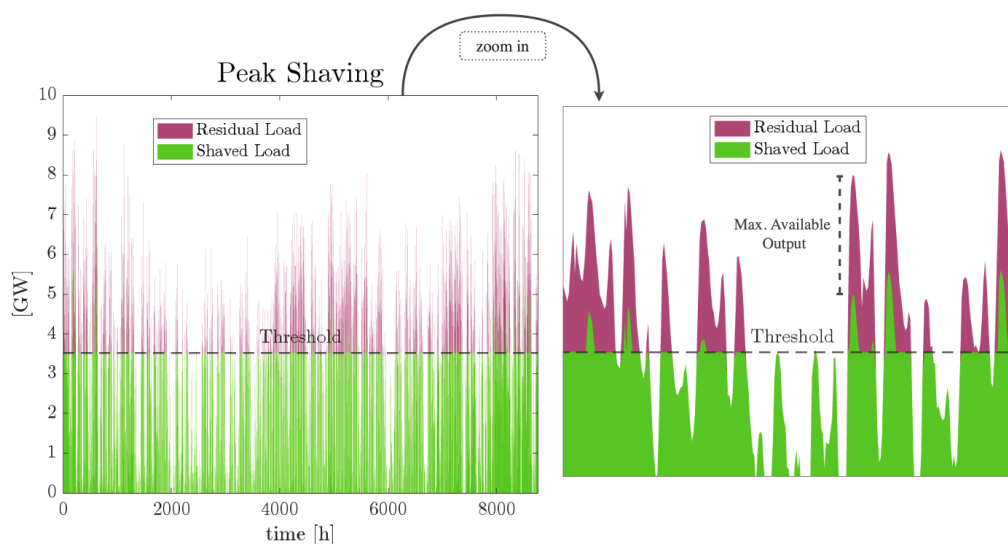 zoom in
Peak Shaving
10
9
8
7
6
5
4
3
2
1
0
[GW]
Residual Load
Shaved Load
Threshold
0
2000
4000
6000
8000
time [h]
Residual Load
Shaved Load
Max. Available
Output
Threshold